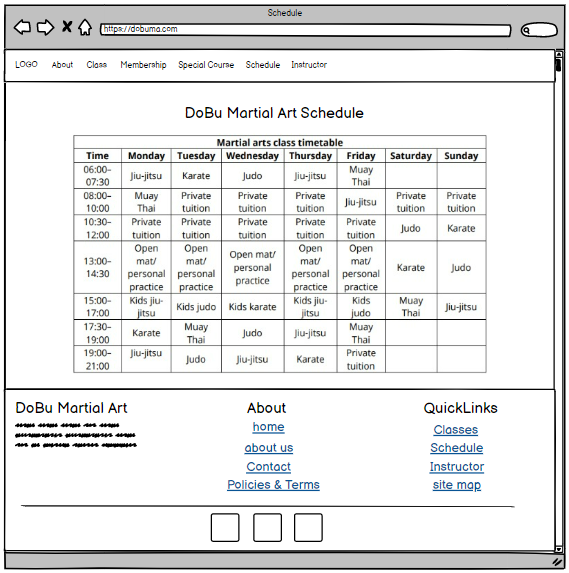 Schedule
https://dobuma.com
LOGO About Class Membership Special Course Schedule Instructor
DoBu Martial Art Schedule
Martial arts class timetable
Time Monday Tuesday Wednesday Thursday Friday Saturday Sunday
06:00– Muay
07:30 Jiu-jitsu Karate Judo Jiu-jitsu Thai
08:00– Muay Private Private Private Jiu-jitsu Private Private
10:00 Thai tuition tuition tuition tuition tuition
10:30– Private Private Private Private Private Judo Karate
12:00 tuition tuition tuition tuition tuition
Open Open Open Open
13:00– mat/ mat/ Open mat/ mat/ mat/ Karate Judo
14:30 personal personal personal personal personal
practice practice practice practice practice
15:00– Kids jiu- Kids judo Kids karate Kids jiu- Kids Muay Jiu-jitsu
17:00 jitsu jitsu judo Thai
17:30– Karate Muay Judo Jiu-jitsu Muay
19:00 Thai Thai
19:00– Jiu-jitsu Judo Jiu-jitsu Karate Private
21:00 tuition
DoBu Martial Art About QuickLinks
home Classes
about us Schedule
Contact Instructor
Policies & Terms site map